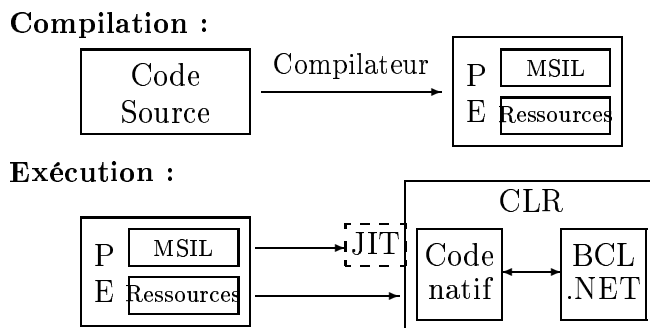 Compilation :
Code
Source
Compilateur
P
E
MSIL
Ressources
Exécution :
P
E
MSIL
Ressources
JIT
CLR
Code
natif
BCL
.NET